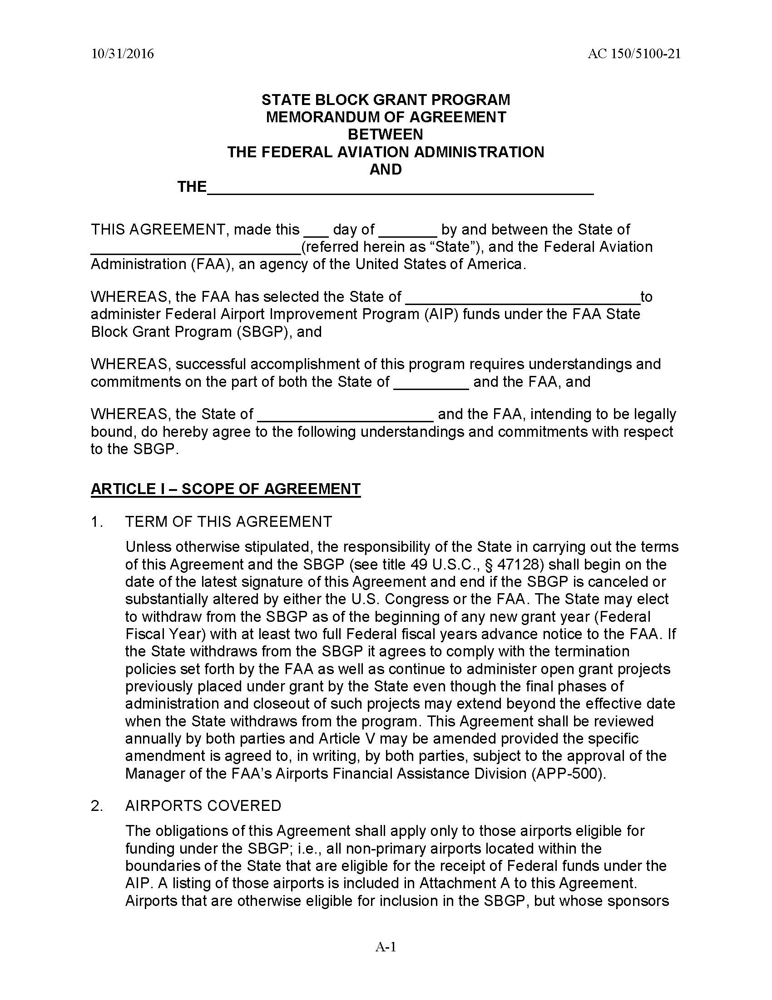 10/31/2016 AC 150/5100-21
STATE BLOCK GRANT PROGRAM
MEMORANDUM OF AGREEMENT
BETWEEN
THE FEDERAL AVIATION ADMINISTRATION
AND
THE______________________________________________
THIS AGREEMENT, made this ___ day of _______ by and between the State of
_________________________(referred herein as “State”), and the Federal Aviation
Administration (FAA), an agency of the United States of America.
WHEREAS, the FAA has selected the State of ____________________________to
administer Federal Airport Improvement Program (AIP) funds under the FAA State
Block Grant Program (SBGP), and
WHEREAS, successful accomplishment of this program requires understandings and
commitments on the part of both the State of _________ and the FAA, and
WHEREAS, the State of _____________________ and the FAA, intending to be legally
bound, do hereby agree to the following understandings and commitments with respect
to the SBGP.
ARTICLE I – SCOPE OF AGREEMENT
1. TERM OF THIS AGREEMENT
Unless otherwise stipulated, the responsibility of the State in carrying out the terms
of this Agreement and the SBGP (see title 49 U.S.C., § 47128) shall begin on the
date of the latest signature of this Agreement and end if the SBGP is canceled or
substantially altered by either the U.S. Congress or the FAA. The State may elect
to withdraw from the SBGP as of the beginning of any new grant year (Federal
Fiscal Year) with at least two full Federal fiscal years advance notice to the FAA. If
the State withdraws from the SBGP it agrees to comply with the termination
policies set forth by the FAA as well as continue to administer open grant projects
previously placed under grant by the State even though the final phases of
administration and closeout of such projects may extend beyond the effective date
when the State withdraws from the program. This Agreement shall be reviewed
annually by both parties and Article V may be amended provided the specific
amendment is agreed to, in writing, by both parties, subject to the approval of the
Manager of the FAA’s Airports Financial Assistance Division (APP-500).
2. AIRPORTS COVERED
The obligations of this Agreement shall apply only to those airports eligible for
funding under the SBGP; i.e., all non-primary airports located within the
boundaries of the State that are eligible for the receipt of Federal funds under the
AIP. A listing of those airports is included in Attachment A to this Agreement.
Airports that are otherwise eligible for inclusion in the SBGP, but whose sponsors
A-1